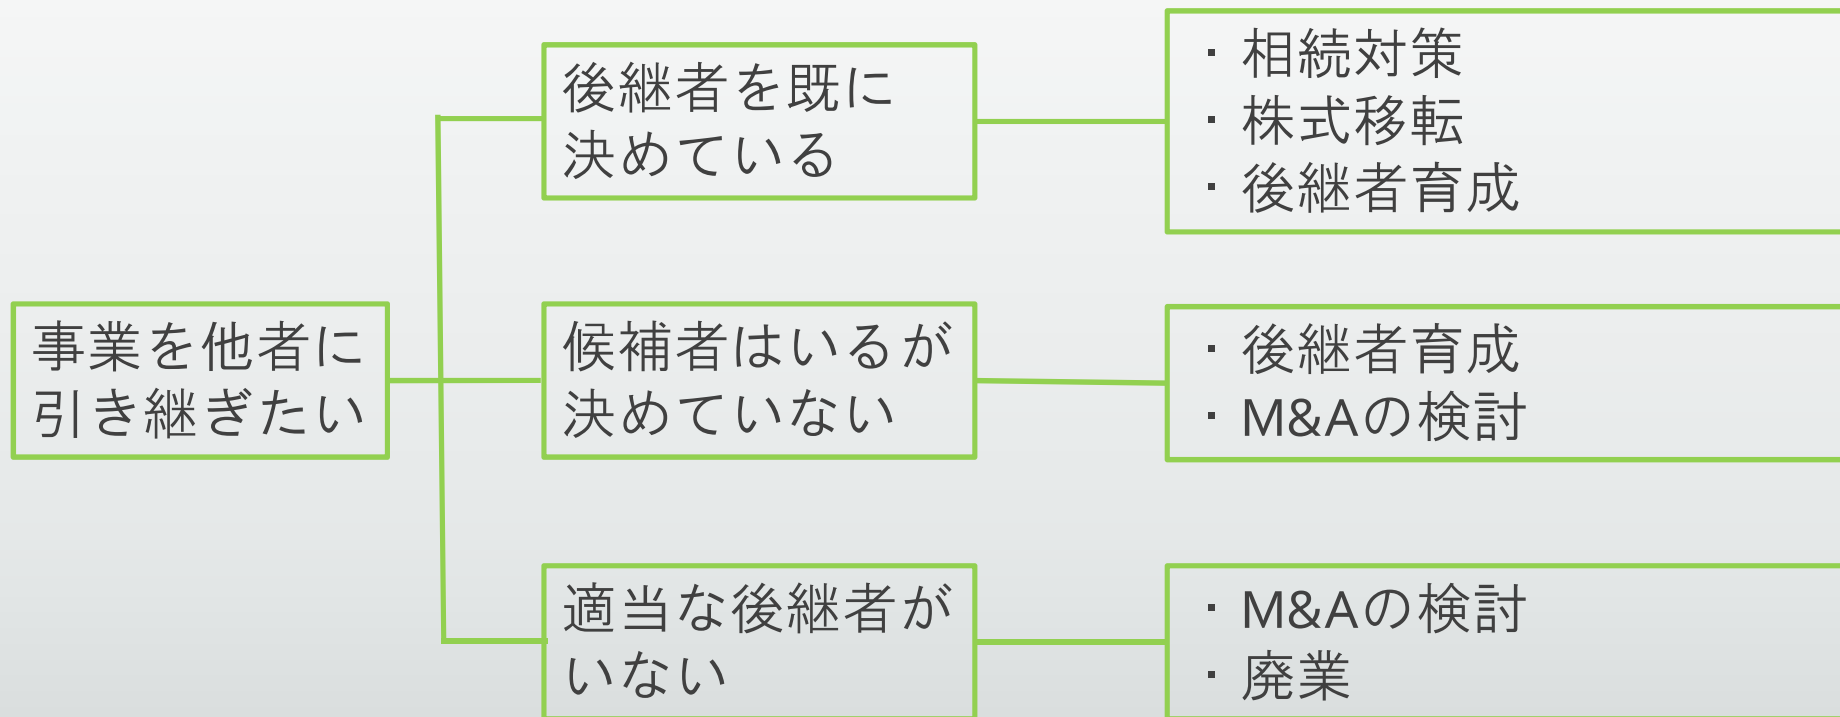 事業を他者に
引き継ぎたい
後継者を既に
決めている
・相続対策
・株式移転
・後継者育成
候補者はいるが
決めていない
・後継者育成
・M&Aの検討
適当な後継者が
いない
・M&Aの検討
・廃業